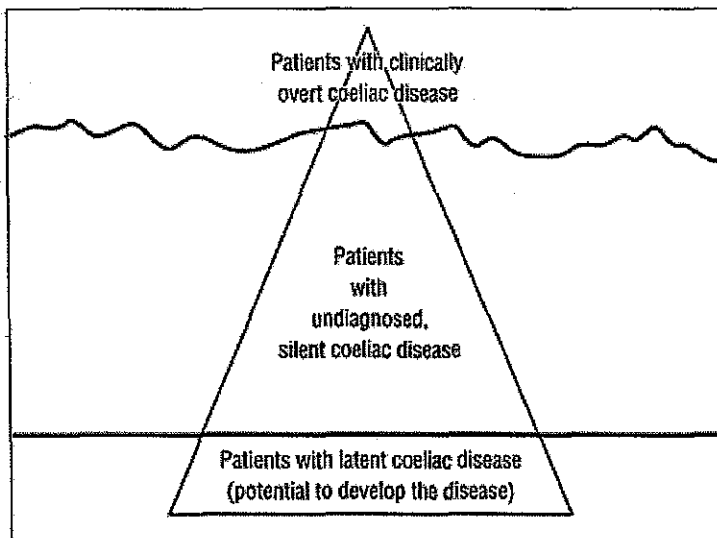 Patients with clinically
overt coeliac disease
Patients
with
undiagnosed,
silent coeliac disease
Patients with latent coeliac disease
(potential to develop the disease)